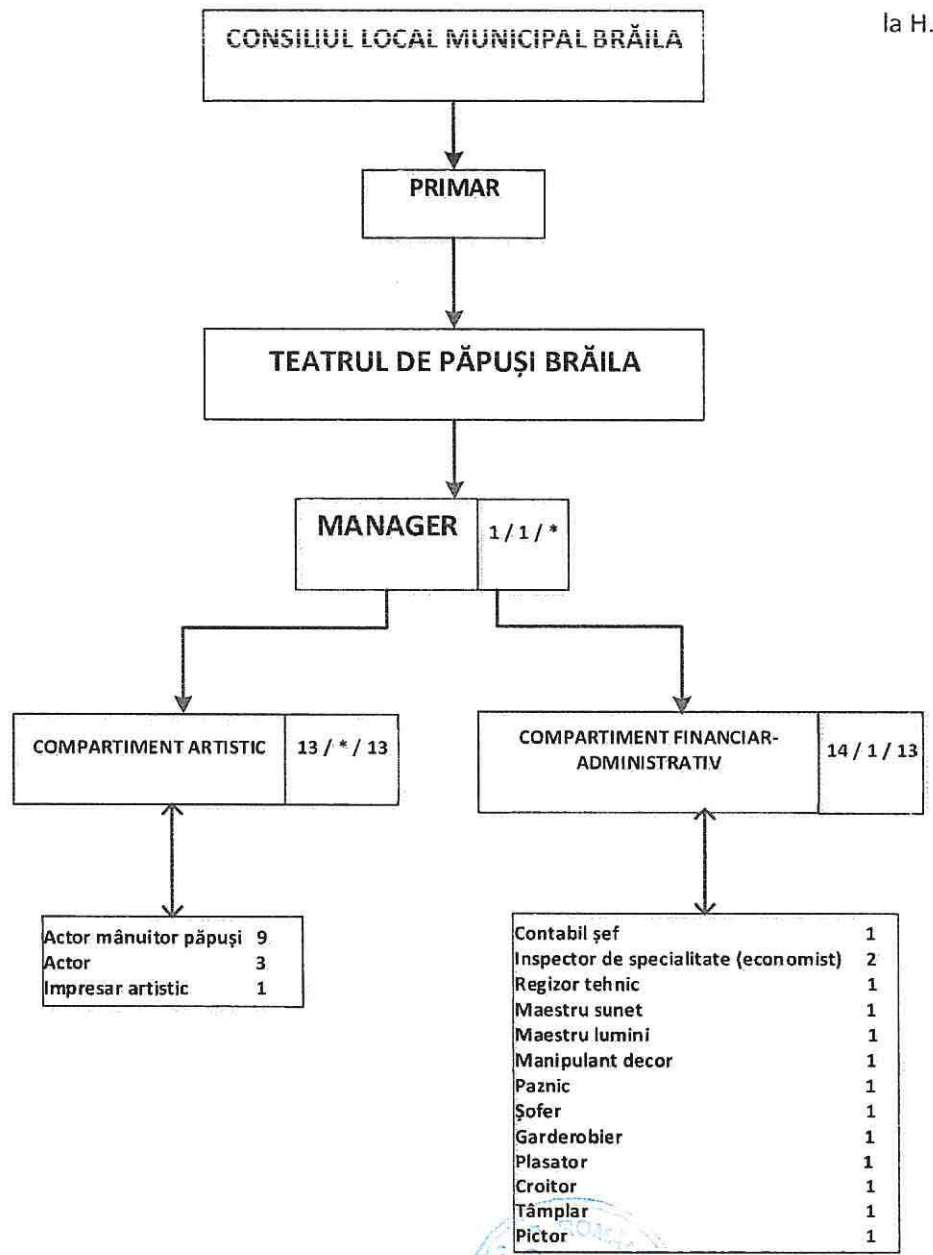 la H.
CONSILIUL LOCAL MUNICIPAL BRĂILA
PRIMAR
TEATRUL DE PĂPUȘI BRĂILA
MANAGER
1 / 1 / *
COMPARTIMENT ARTISTIC
13 / * / 13
COMPARTIMENT FINANCIAR-
ADMINISTRATIV
14 / 1 / 13
Actor mânuitor păpuși 9
Actor 3
Impresar artistic 1
Contabil șef 1
Inspector de specialitate (economist) 2
Regizor tehnic 1
Maestru sunet 1
Maestru lumini 1
Manipulant decor 1
Paznic 1
Șofer 1
Garderobier 1
Plasator 1
Croitor 1
Tâmplar 1
Pictor 1